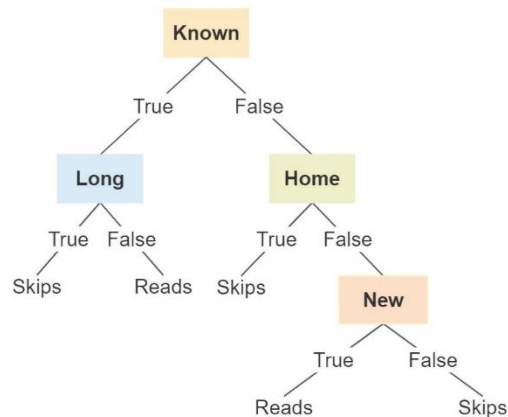 Known
True False
Long Home
True False True False
Skips Reads Skips
New
True False
Reads Skips